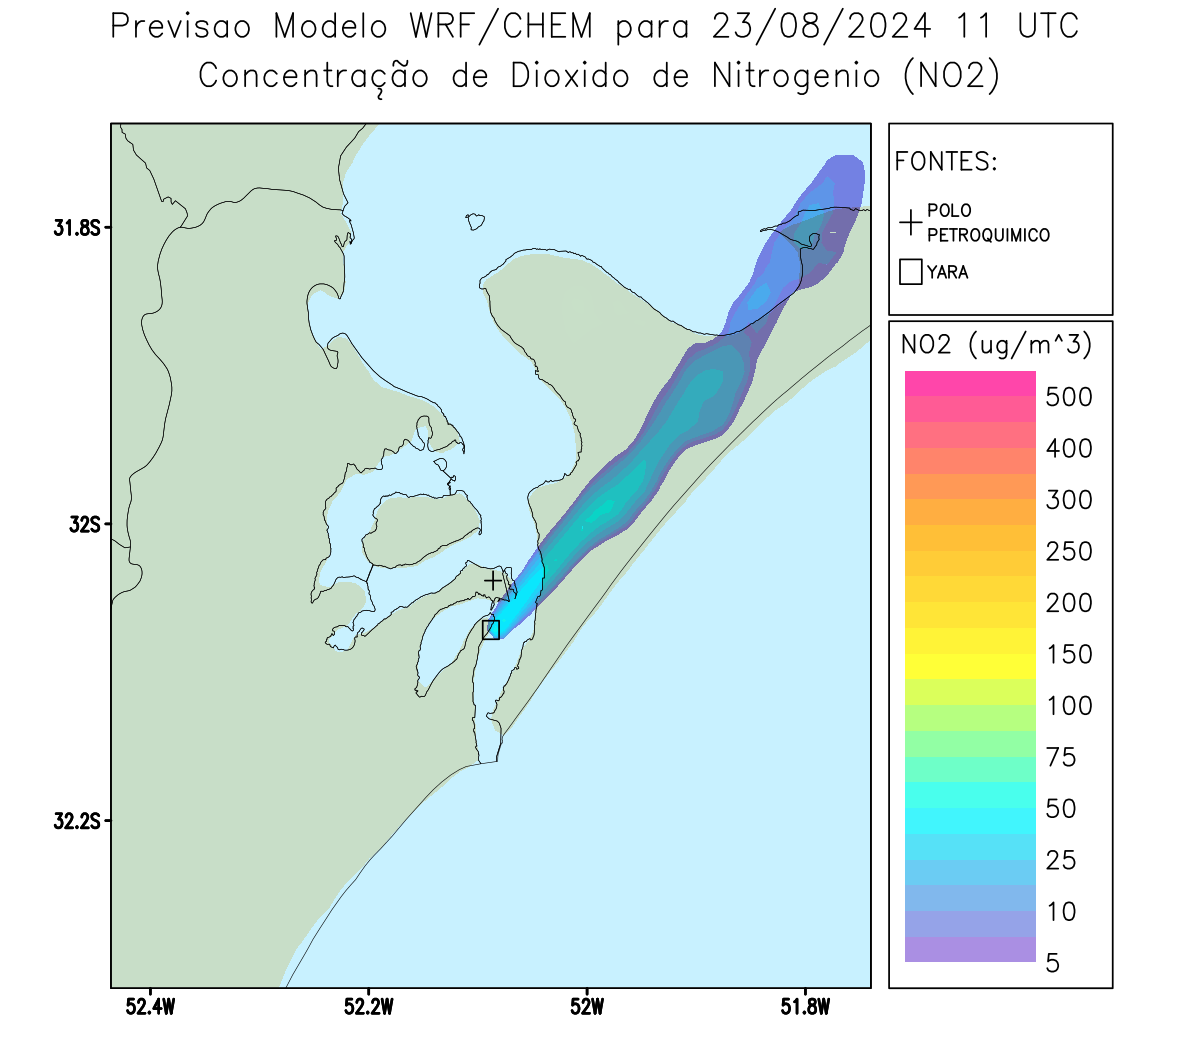 Previsao Modelo WRF/CHEM para 23/08/2024 11 UTC
Concentração de Dioxido de Nitrogenio (NO2)
FONTES:
POLO
PETROQUIMICO
YARA
31.8S
32S
32.2S
52.4W
52.2W
52W
51.8W
NO2 (ug/m^3)
500
400
300
250
200
150
100
75
50
25
10
5